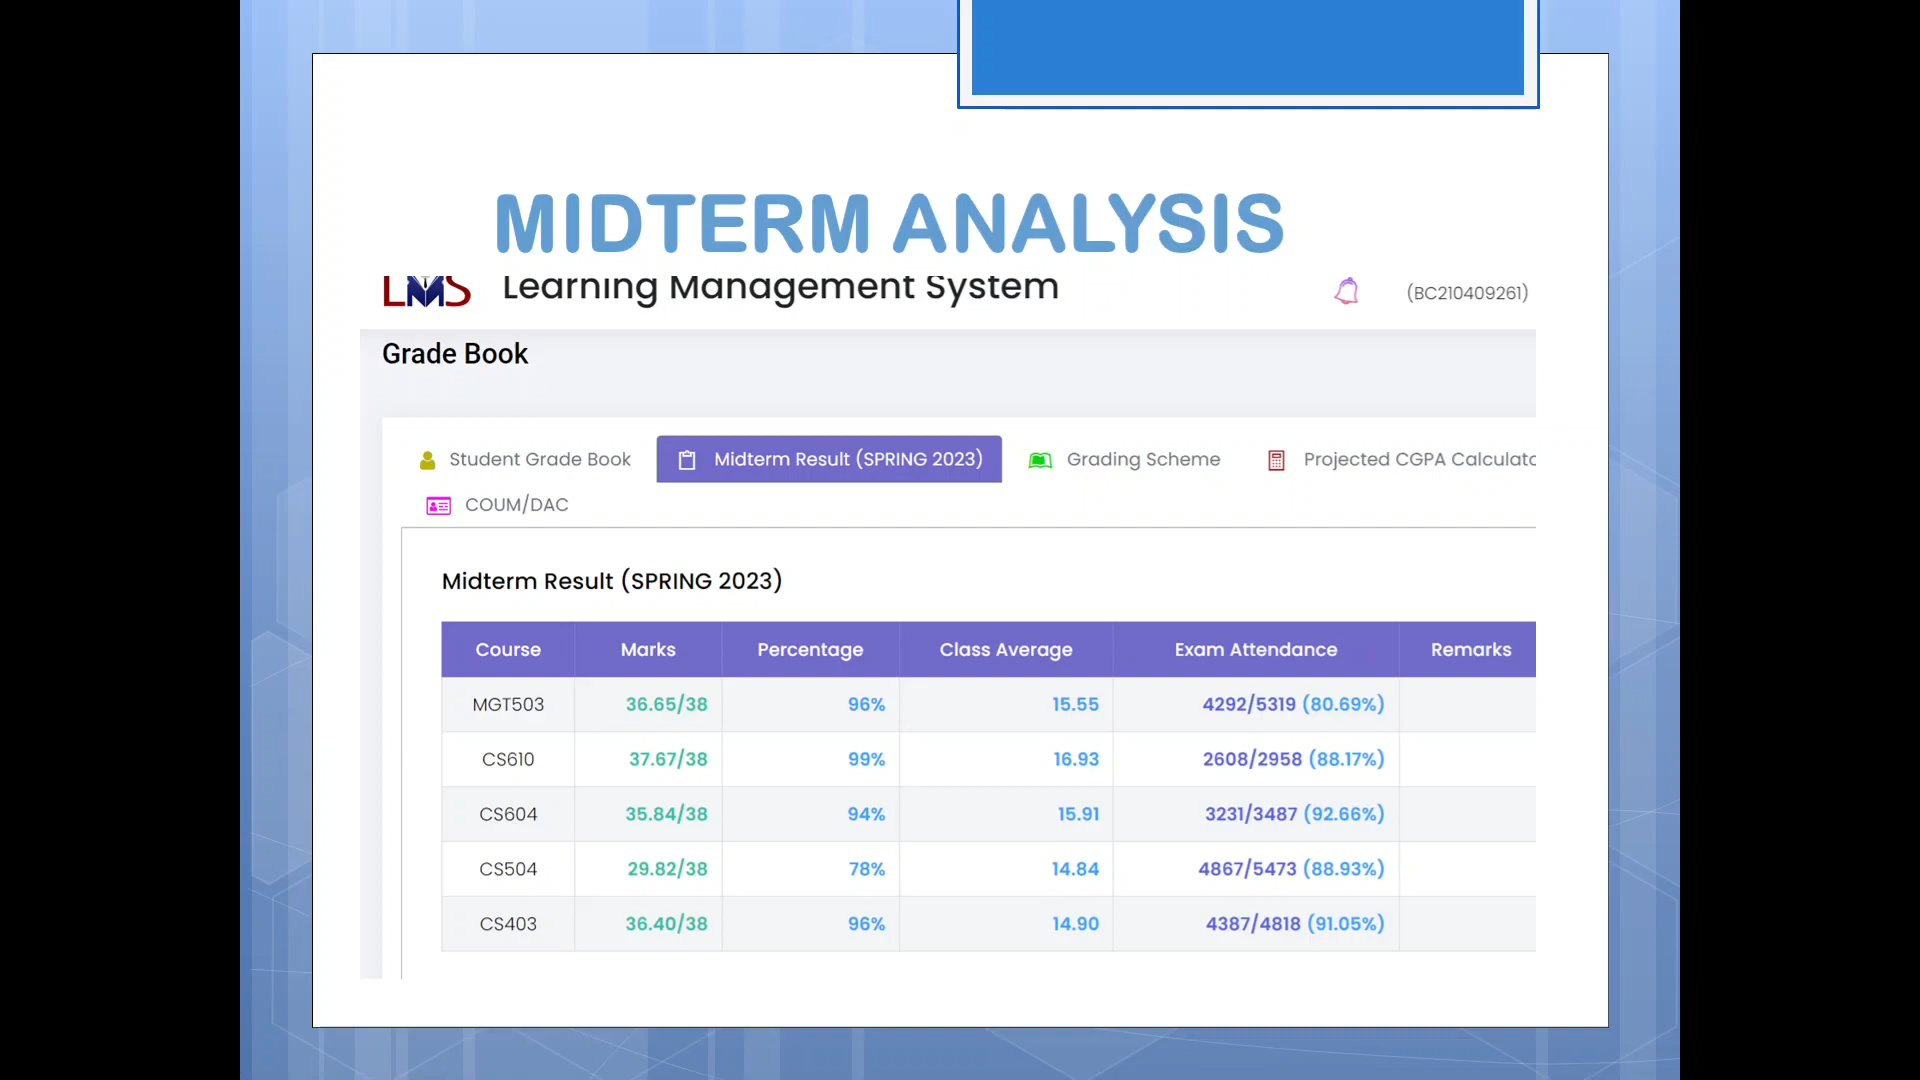 MIDTERM ANALYSIS
LMS Learning Management System (BC210409261)
Grade Book
Student Grade Book Midterm Result (SPRING 2023) Grading Scheme Projected CGPA Calculato
COUM/DAC
Midterm Result (SPRING 2023)
Course Marks Percentage Class Average Exam Attendance Remarks
MGT503 36.65/38 96% 15.55 4292/5319 (80.69%)
CS610 37.67/38 99% 16.93 2608/2958 (88.17%)
CS604 35.84/38 94% 15.91 3231/3487 (92.66%)
CS504 29.82/38 78% 14.84 4867/5473 (88.93%)
CS403 36.40/38 96% 14.90 4387/4818 (91.05%)